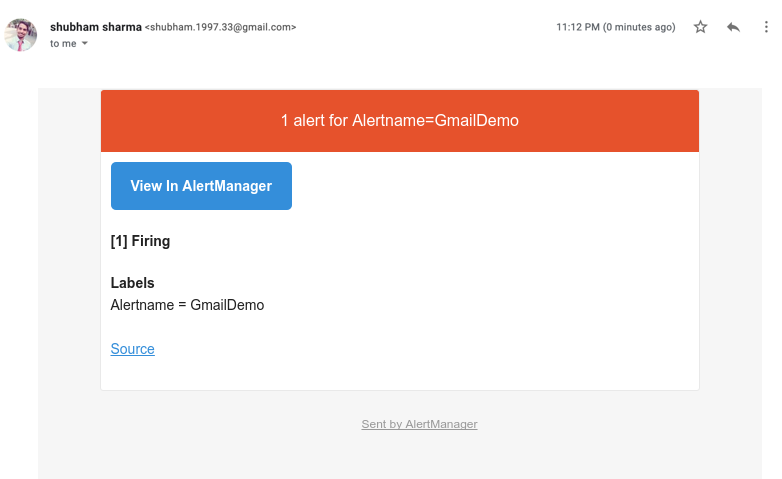 shubham sharma <shubham.1997.33@gmail.com> 11:12 PM (0 minutes ago)
to me
1 alert for Alertname=GmailDemo
View In AlertManager
[1] Firing
Labels
Alertname = GmailDemo
Source
Sent by AlertManager